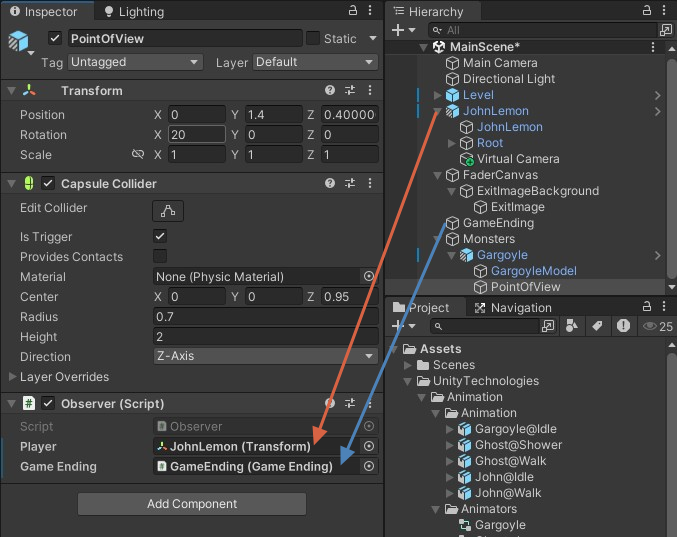 Inspector
Lighting
PointOfView
Static
Tag Untagged Layer Default
Transform
Position X 0 Y 1.4 Z 0.40000
Rotation X 20 Y 0 Z 0
Scale X 1 Y 1 Z 1
Capsule Collider
Edit Collider
Is Trigger
Provides Contacts
Material None (Physic Material)
Center X 0 Y 0 Z 0.95
Radius 0.7
Height 2
Direction Z-Axis
Layer Overrides
# Observer (Script)
Script # Observer
Player JohnLemon (Transform)
Game Ending # GameEnding (Game Ending)
Add Component
Hierarchy
All
MainScene*
Main Camera
Directional Light
Level
JohnLemon
JohnLemon
Root
Virtual Camera
FaderCanvas
ExitImageBackground
ExitImage
GameEnding
Monsters
Gargoyle
GargoyleModel
PointOfView
Project
Navigation
25
Assets
Scenes
UnityTechnologies
Animation
Animation
Gargoyle@Idle
Ghost@Shower
Ghost@Walk
John@Idle
John@Walk
Animators
Gargoyle